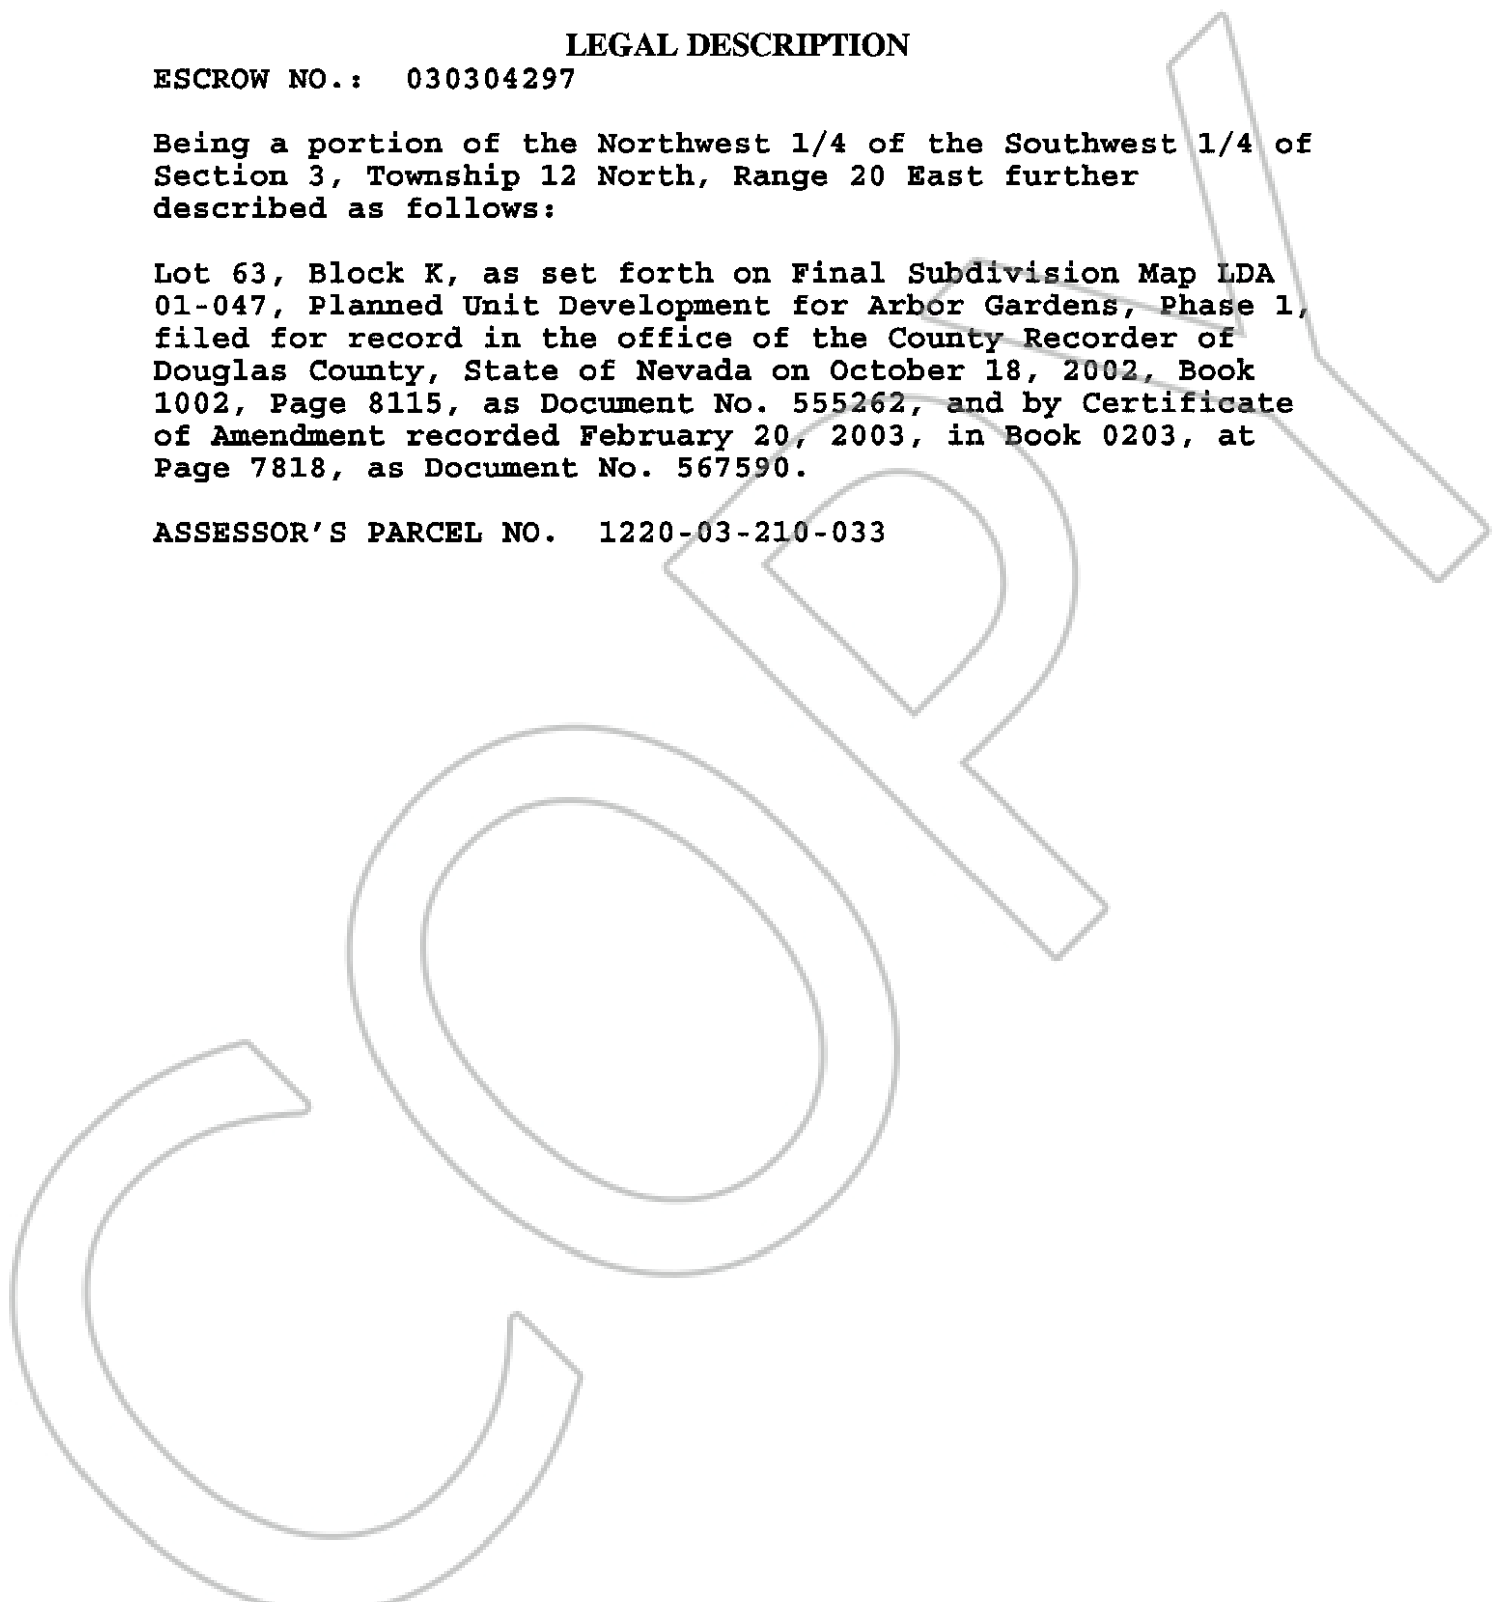 LEGAL DESCRIPTION
ESCROW NO.: 030304297
Being a portion of the Northwest 1/4 of the Southwest 1/4 of
Section 3, Township 12 North, Range 20 East further
described as follows:
Lot 63, Block K, as set forth on Final Subdivision Map LDA
01-047, Planned Unit Development for Arbor Gardens, Phase 1,
filed for record in the office of the County Recorder of
Douglas County, State of Nevada on October 18, 2002, Book
1002, Page 8115, as Document No. 555262, and by Certificate
of Amendment recorded February 20, 2003, in Book 0203, at
Page 7818, as Document No. 567590.
ASSESSOR'S PARCEL NO. 1220-03-210-033
COPY